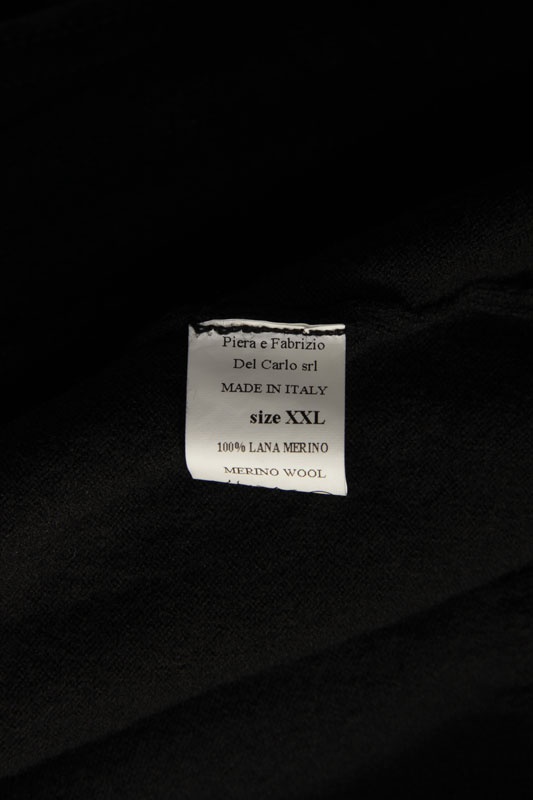 Piera e Fabrizio
Del Carlo srl
MADE IN ITALY
size XXL
100% LANA MERINO
MERINO WOOL